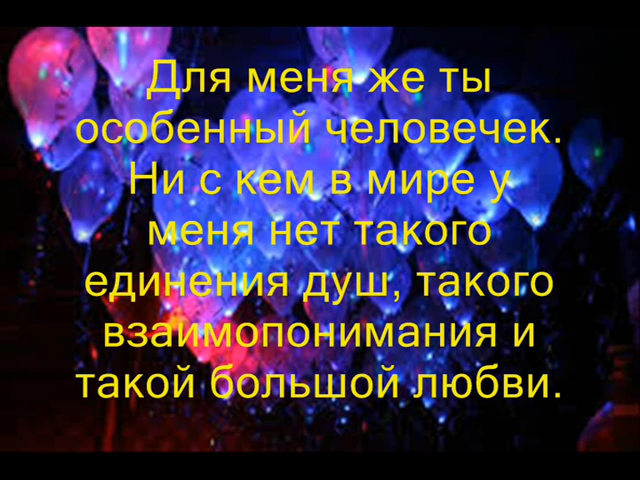 Для меня же ты
особенный человечек.
Ни с кем в мире у
меня нет такого
единения душ, такого
взаимопонимания и
такой большой любви.